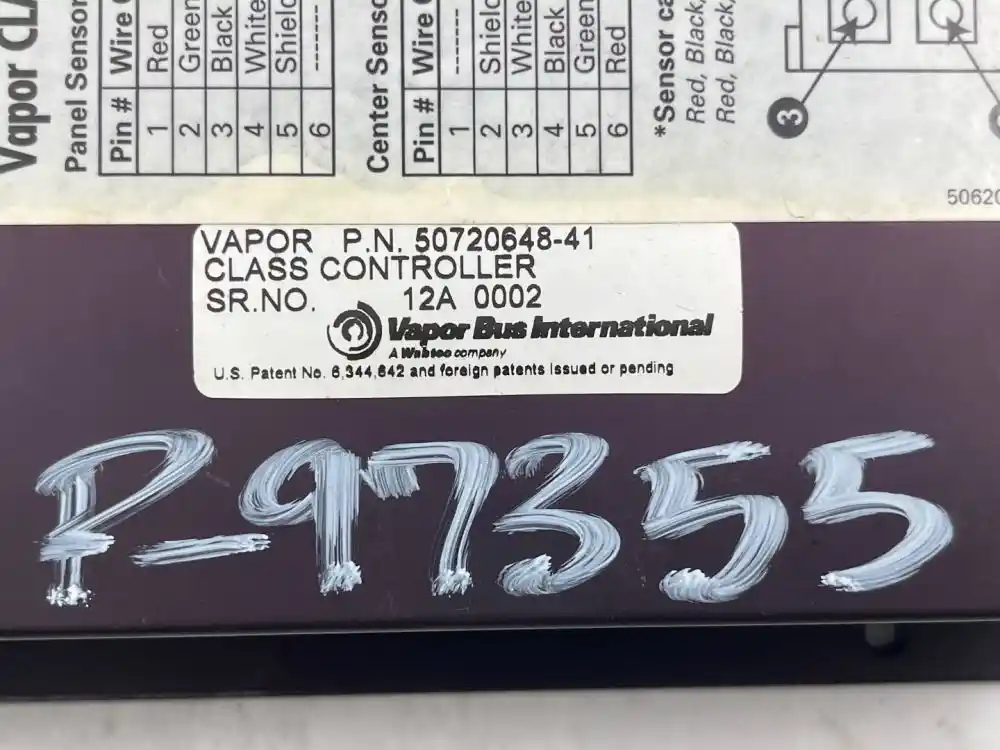 Vapor CLA
Panel Sensor
Pin # Wire
1 Red
2 Green
3 Black
4 White
5 Shield
6 -------
Center Senso
Pin # Wire
1 -------
2 Shield
3 White
4 Black
5 Green
6 Red
*Sensor ca
Red, Black,
Red, Black,
3
50620
VAPOR P.N. 50720648-41
CLASS CONTROLLER
SR.NO. 12A 0002
Vapor Bus International
A Wabtec company
U.S. Patent No. 6,344,642 and foreign patents issued or pending
P-97355